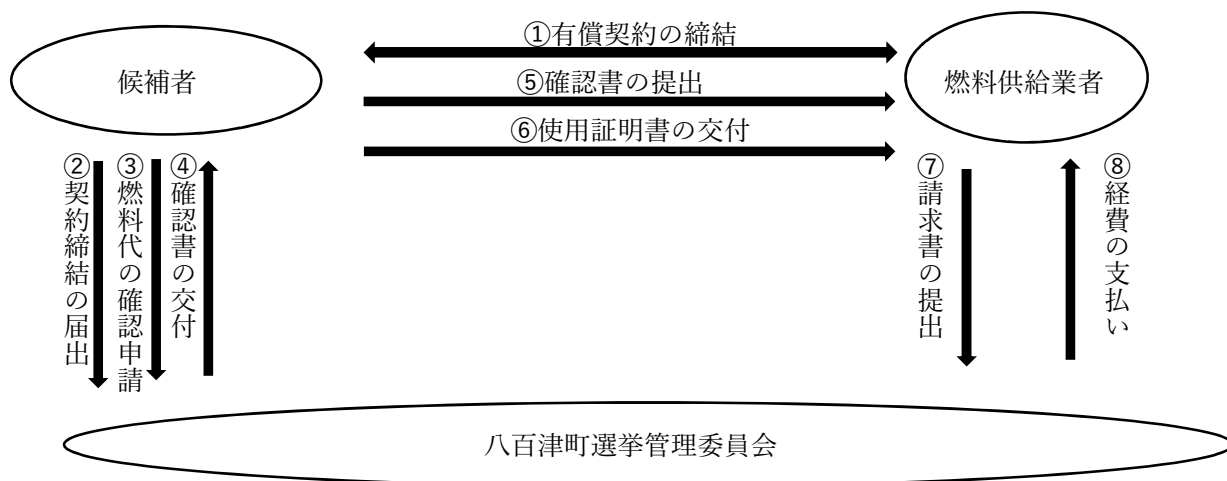 ①有償契約の締結
候補者
燃料供給業者
⑤確認書の提出
⑥使用証明書の交付
②契約締結の届出
③燃料代の確認申請
④確認書の交付
⑦請求書の提出
⑧経費の支払い
八百津町選挙管理委員会